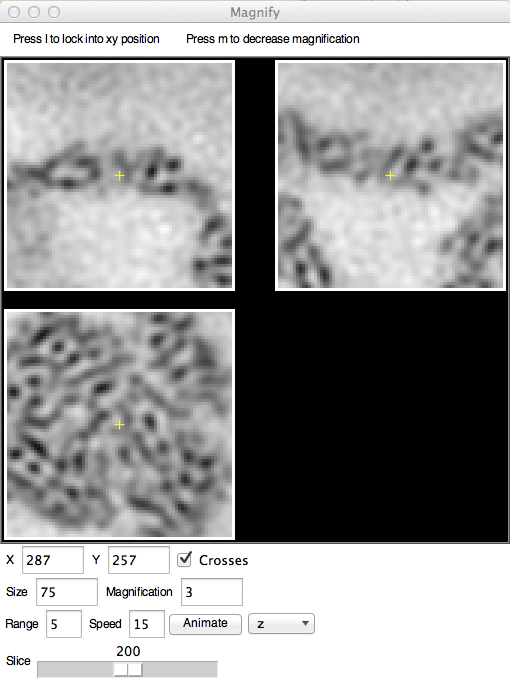 Magnify
Press l to lock into xy position Press m to decrease magnification
X 287 Y 257 Crosses
Size 75 Magnification 3
Range 5 Speed 15 Animate z
200
Slice